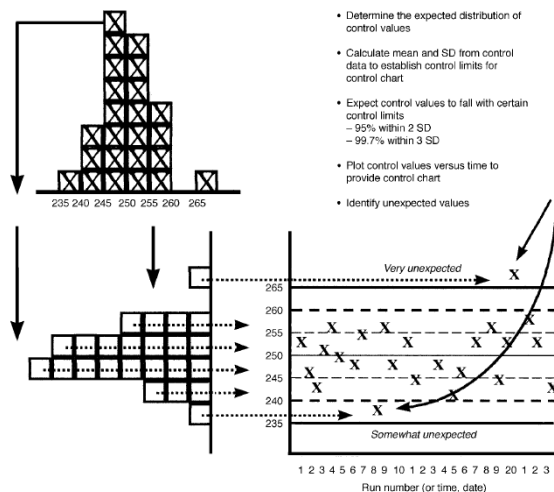 • Determine the expected distribution of
control values
• Calculate mean and SD from control
data to establish control limits for
control chart
• Expect control values to fall with certain
control limits
– 95% within 2 SD
– 99.7% within 3 SD
• Plot control values versus time to
provide control chart
• Identify unexpected values
235 240 245 250 255 260 265
Very unexpected
265
260
255
250
245
240
235
Somewhat unexpected
1 2 3 4 5 6 7 8 9 10 1 2 3 4 5 6 7 8 9 20 1 2 3
Run number (or time, date)